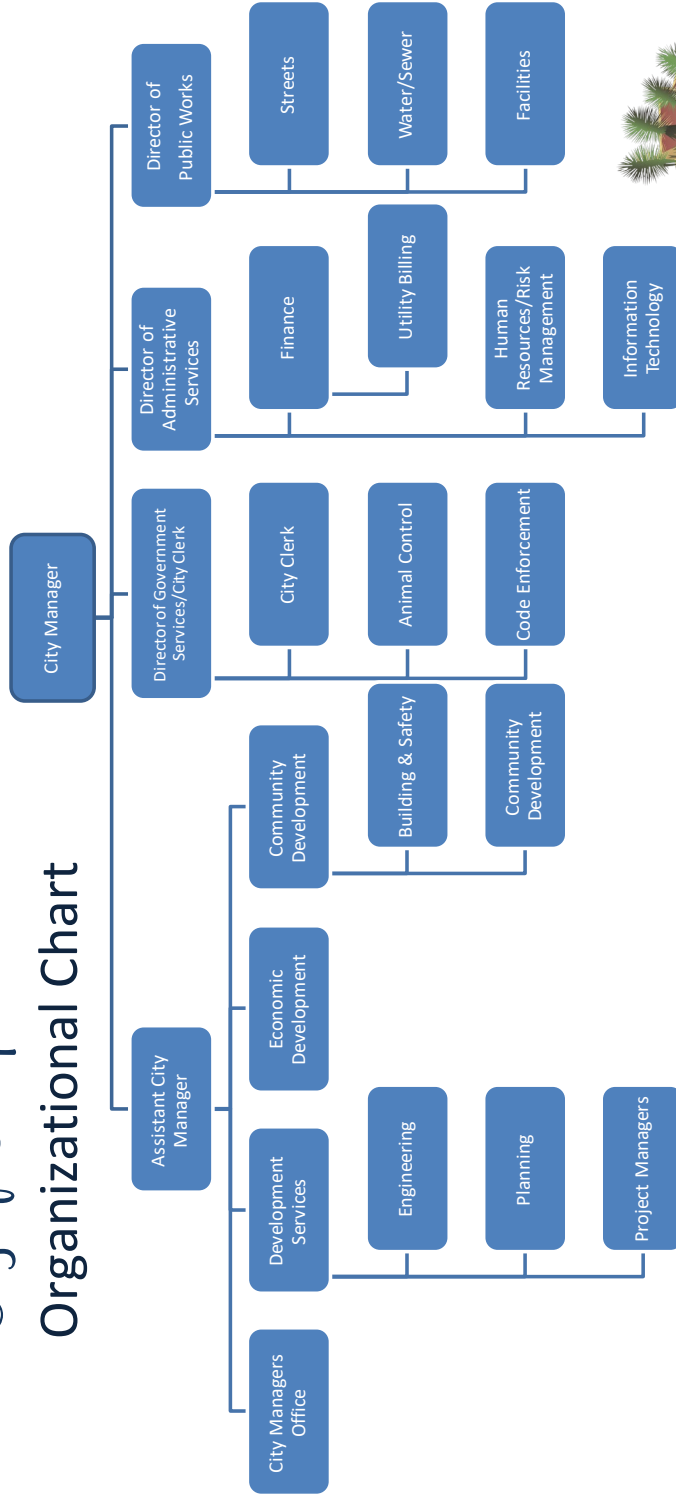 Organizational Chart
City Manager
Assistant City
Manager
Director of Government
Services/City Clerk
Director of
Administrative
Services
Director of
Public Works
City Managers
Office
Development
Services
Economic
Development
Community
Development
City Clerk
Finance
Streets
Engineering
Building & Safety
Animal Control
Utility Billing
Water/Sewer
Planning
Community
Development
Code Enforcement
Human
Resources/Risk
Management
Facilities
Project Managers
Information
Technology